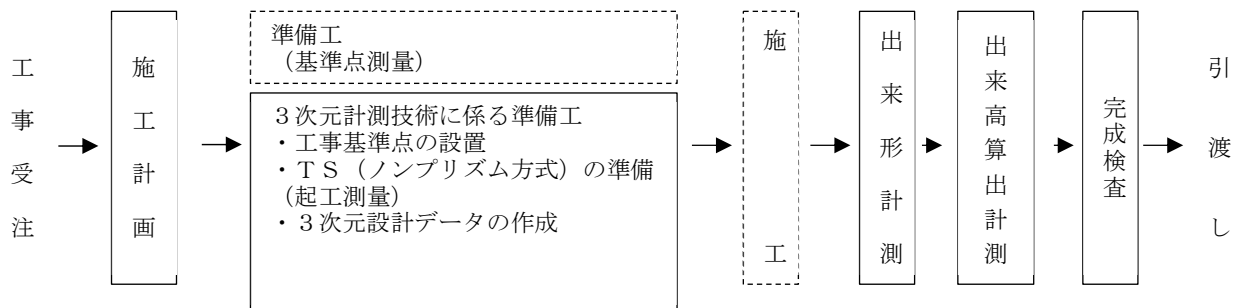 工事受注
施工計画
準備工
（基準点測量）
３次元計測技術に係る準備工
・工事基準点の設置
・ＴＳ（ノンプリズム方式）の準備
（起工測量）
・３次元設計データの作成
施工
出来形計測
出来高算出計測
完成検査
引渡し